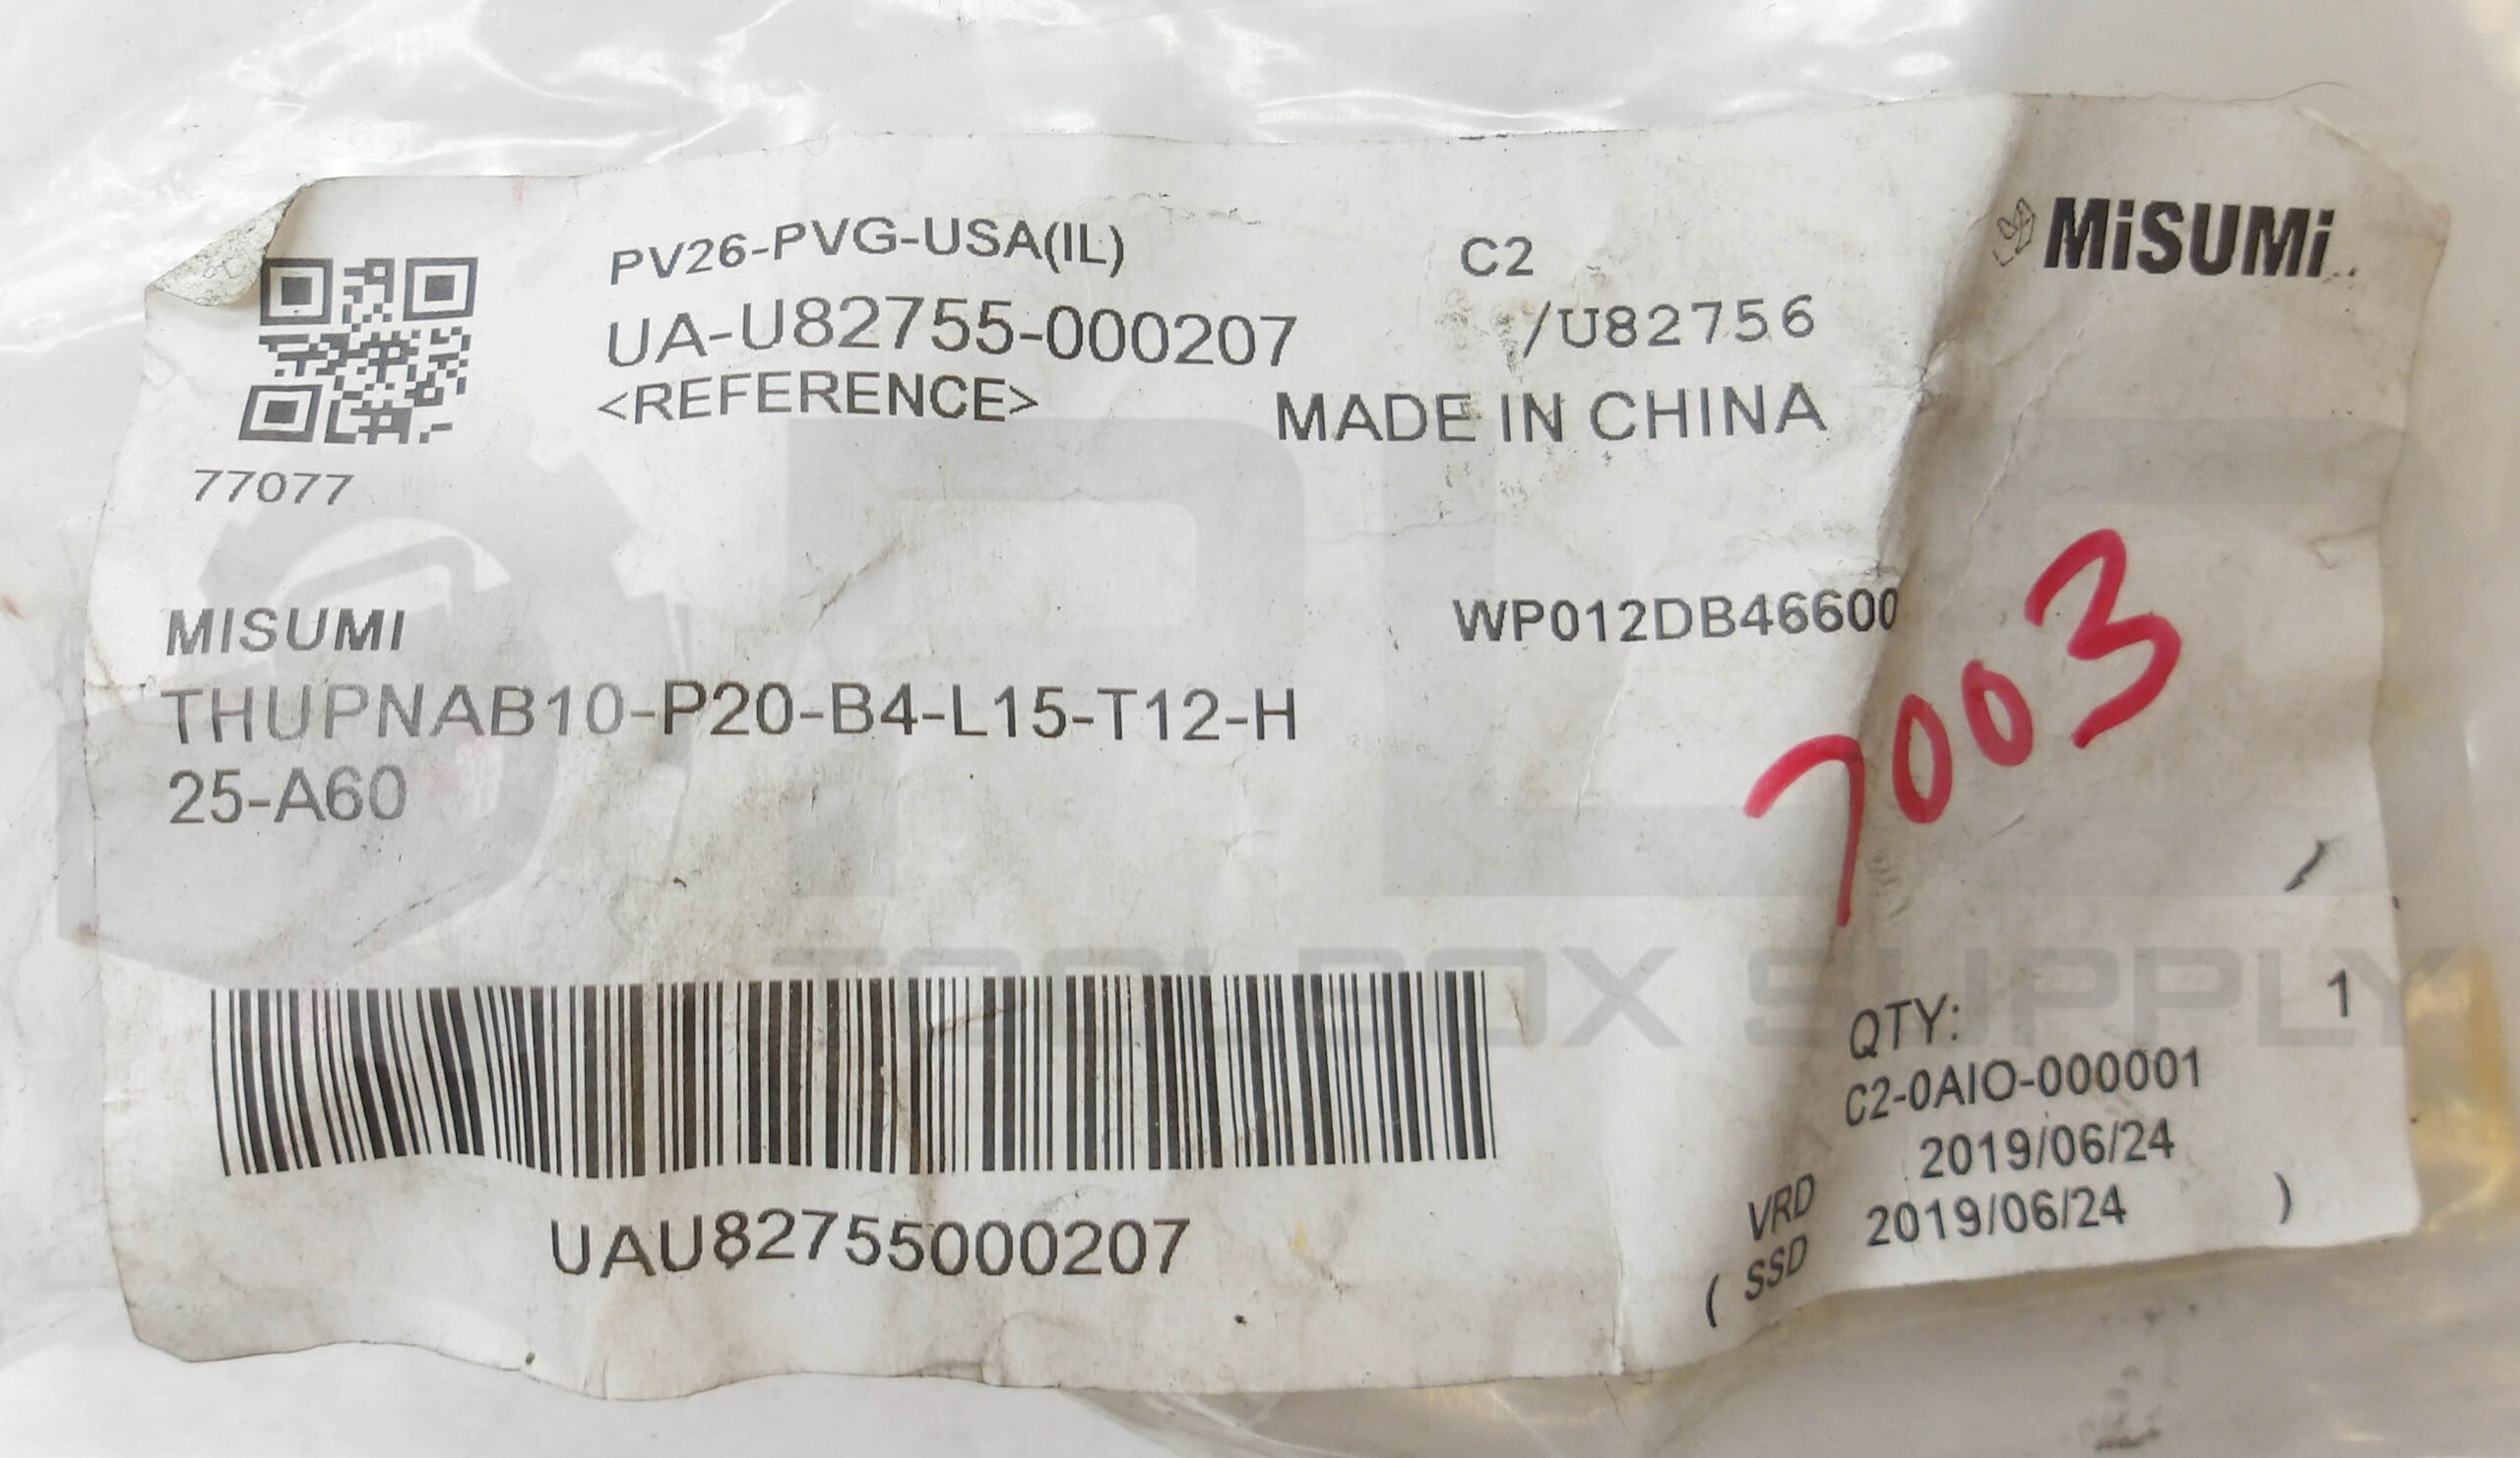 PV26-PVG-USA(IL) C2 MiSUMi
UA-U82755-000207 /U82756
<REFERENCE> MADE IN CHINA
77077
MISUMI WP012DB46600
THUPNAB10-P20-B4-L15-T12-H
25-A60
7003
TOOLBOX SUPPLY
QTY: 1
C2-0AIO-000001
VRD 2019/06/24
( SSD 2019/06/24 )
UAU82755000207